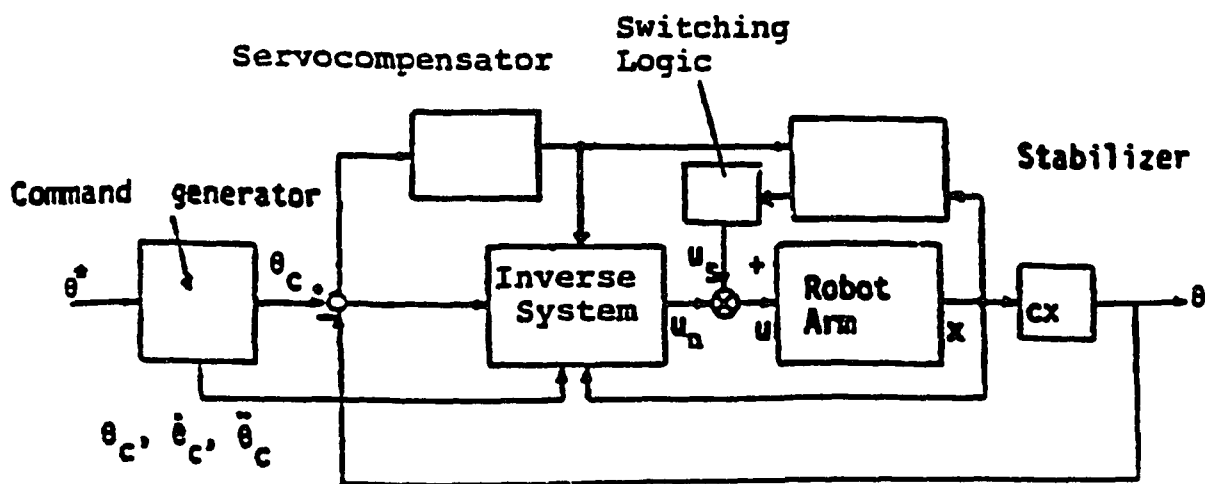 Switching
Logic
Servocompensator
Stabilizer
Command generator
θ*
θc
+
-
Inverse
System
us
+
un
u
Robot
Arm
x
cx
θ
θc, θ̇c, θ̈c